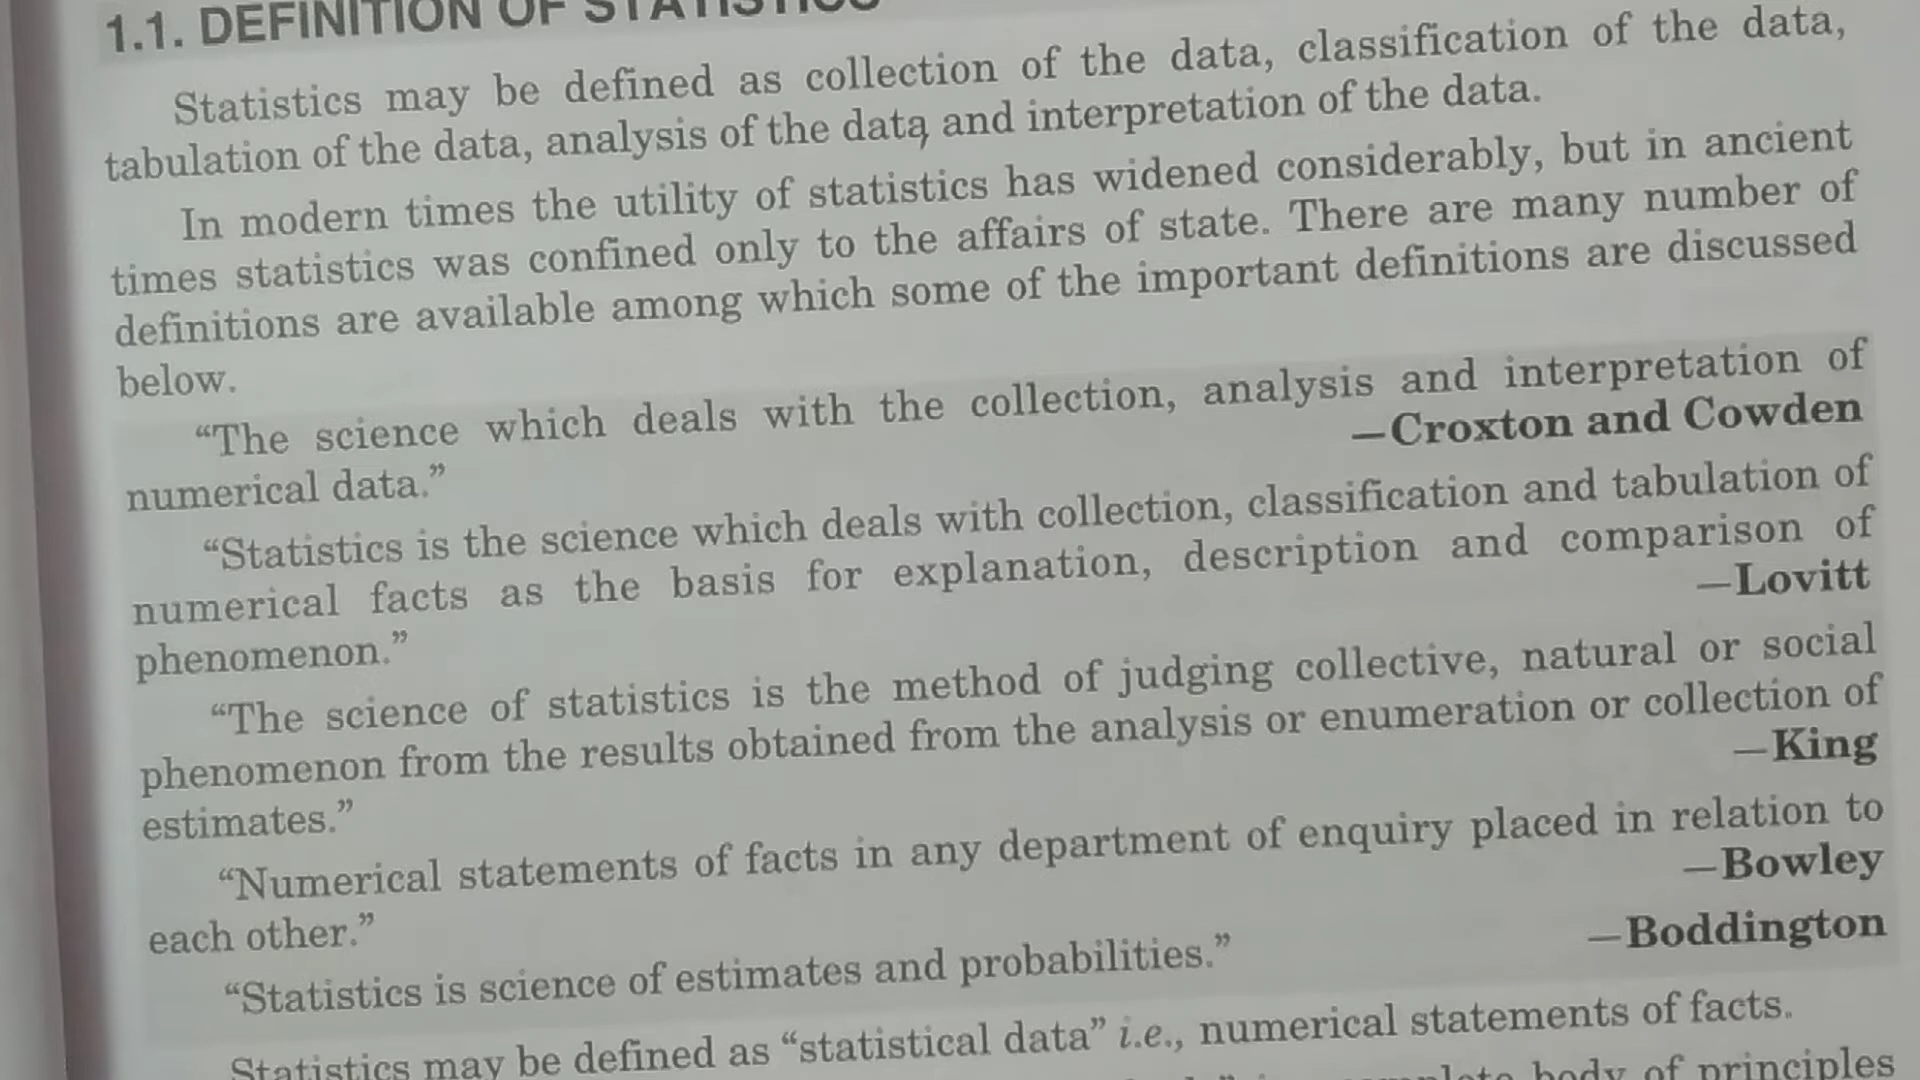 1.1. DEFINITION OF STATISTICS
Statistics may be defined as collection of the data, classification of the data,
tabulation of the data, analysis of the data, and interpretation of the data.
In modern times the utility of statistics has widened considerably, but in ancient
times statistics was confined only to the affairs of state. There are many number of
definitions are available among which some of the important definitions are discussed
below.
“The science which deals with the collection, analysis and interpretation of
numerical data.” —Croxton and Cowden
“Statistics is the science which deals with collection, classification and tabulation of
numerical facts as the basis for explanation, description and comparison of
phenomenon.” —Lovitt
“The science of statistics is the method of judging collective, natural or social
phenomenon from the results obtained from the analysis or enumeration or collection of
estimates.” —King
“Numerical statements of facts in any department of enquiry placed in relation to
each other.” —Bowley
“Statistics is science of estimates and probabilities.” —Boddington
Statistics may be defined as “statistical data” i.e., numerical statements of facts.
body of principles